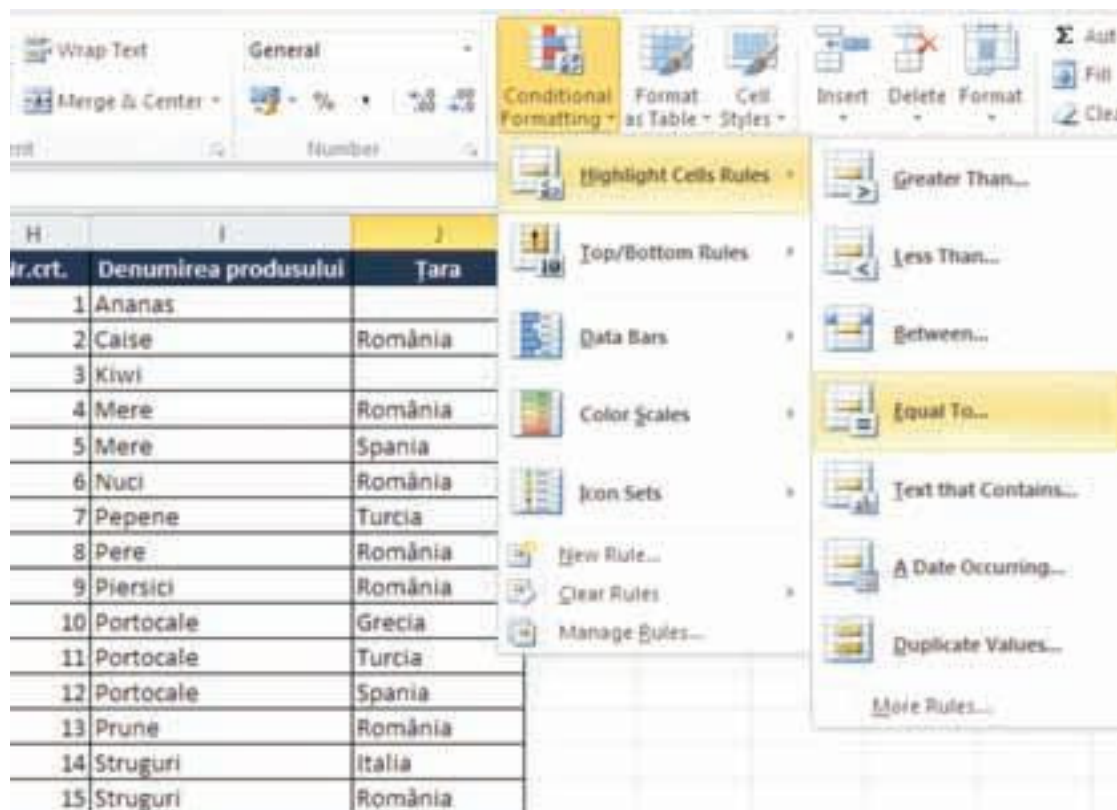 Wrap Text
General
Merge & Center
%
Number
Conditional Formatting
Format as Table
Cell Styles
Insert
Delete
Format
Σ Aut
Fill
Clea
Highlight Cells Rules
Top/Bottom Rules
Data Bars
Color Scales
Icon Sets
New Rule...
Clear Rules
Manage Rules...
Greater Than...
Less Than...
Between...
Equal To...
Text that Contains...
A Date Occurring...
Duplicate Values...
More Rules...
H I J
Nr.crt. Denumirea produsului Țara
1 Ananas
2 Caise România
3 Kiwi
4 Mere România
5 Mere Spania
6 Nuci România
7 Pepene Turcia
8 Pere România
9 Piersici România
10 Portocale Grecia
11 Portocale Turcia
12 Portocale Spania
13 Prune România
14 Struguri Italia
15 Struguri România